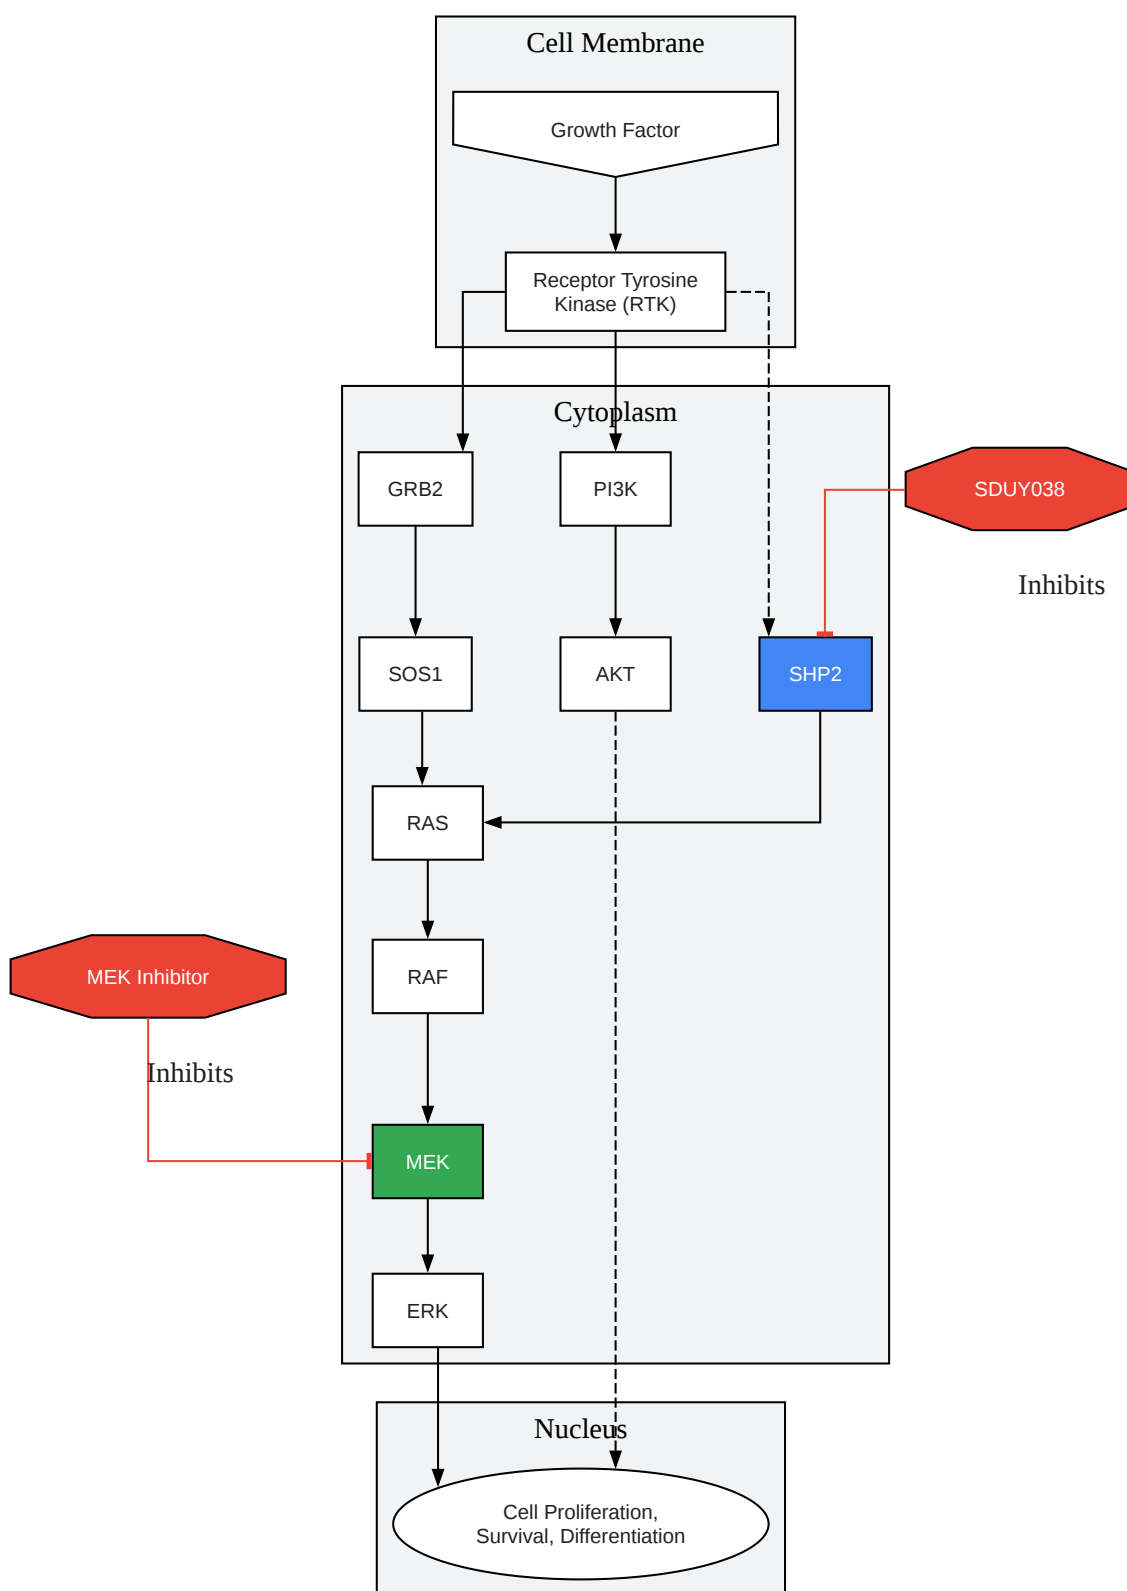 Cell Membrane
Growth Factor
Receptor Tyrosine
Kinase (RTK)
Cytoplasm
GRB2
PI3K
SDUY038
Inhibits
SOS1
AKT
SHP2
RAS
RAF
MEK Inhibitor
Inhibits
MEK
ERK
Nucleus
Cell Proliferation,
Survival, Differentiation